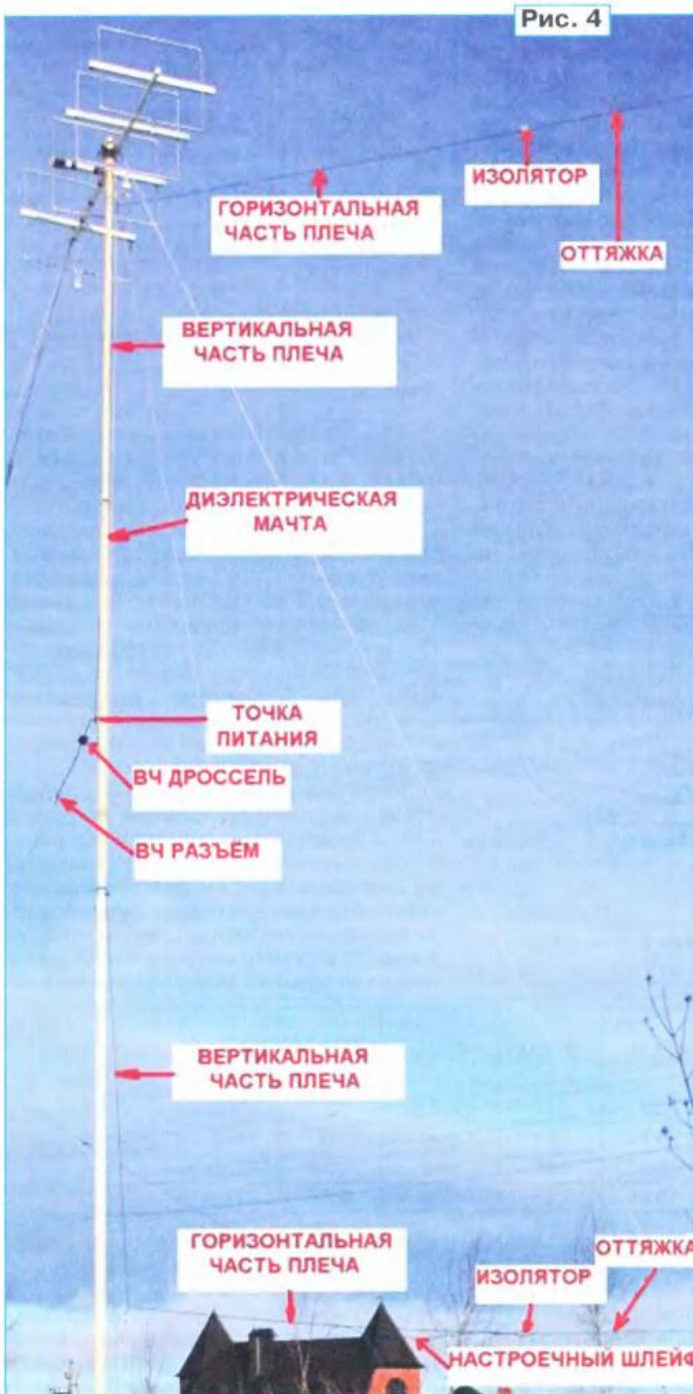 Рис. 4
ИЗОЛЯТОР
ГОРИЗОНТАЛЬНАЯ
ЧАСТЬ ПЛЕЧА
ОТТЯЖКА
ВЕРТИКАЛЬНАЯ
ЧАСТЬ ПЛЕЧА
ДИЭЛЕКТРИЧЕСКАЯ
МАЧТА
ТОЧКА
ПИТАНИЯ
ВЧ ДРОССЕЛЬ
ВЧ РАЗЪЁМ
ВЕРТИКАЛЬНАЯ
ЧАСТЬ ПЛЕЧА
ГОРИЗОНТАЛЬНАЯ
ЧАСТЬ ПЛЕЧА
ОТТЯЖКА
ИЗОЛЯТОР
НАСТРОЕЧНЫЙ ШЛЕЙФ